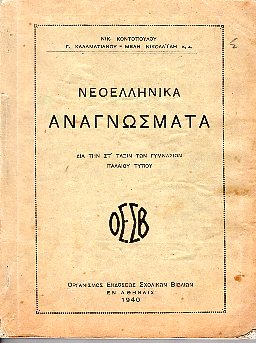 ΝΙΚ. ΚΟΝΤΟΠΟΥΛΟΥ
Γ. ΚΑΛΑΜΑΤΙΑΝΟΥ - ΜΕΛΗ ΝΙΚΟΛΑΪΔΗ κ.ἄ.
ΝΕΟΕΛΛΗΝΙΚΑ
ΑΝΑΓΝΩΣΜΑΤΑ
ΔΙΑ ΤΗΝ ΣΤ΄ ΤΑΞΙΝ ΤΩΝ ΓΥΜΝΑΣΙΩΝ
ΠΑΛΑΙΟΥ ΤΥΠΟΥ
ΟΕΣΒ
ΟΡΓΑΝΙΣΜΟΣ ΕΚΔΟΣΕΩΣ ΣΧΟΛΙΚΩΝ ΒΙΒΛΙΩΝ
ΕΝ ΑΘΗΝΑΙΣ
1940